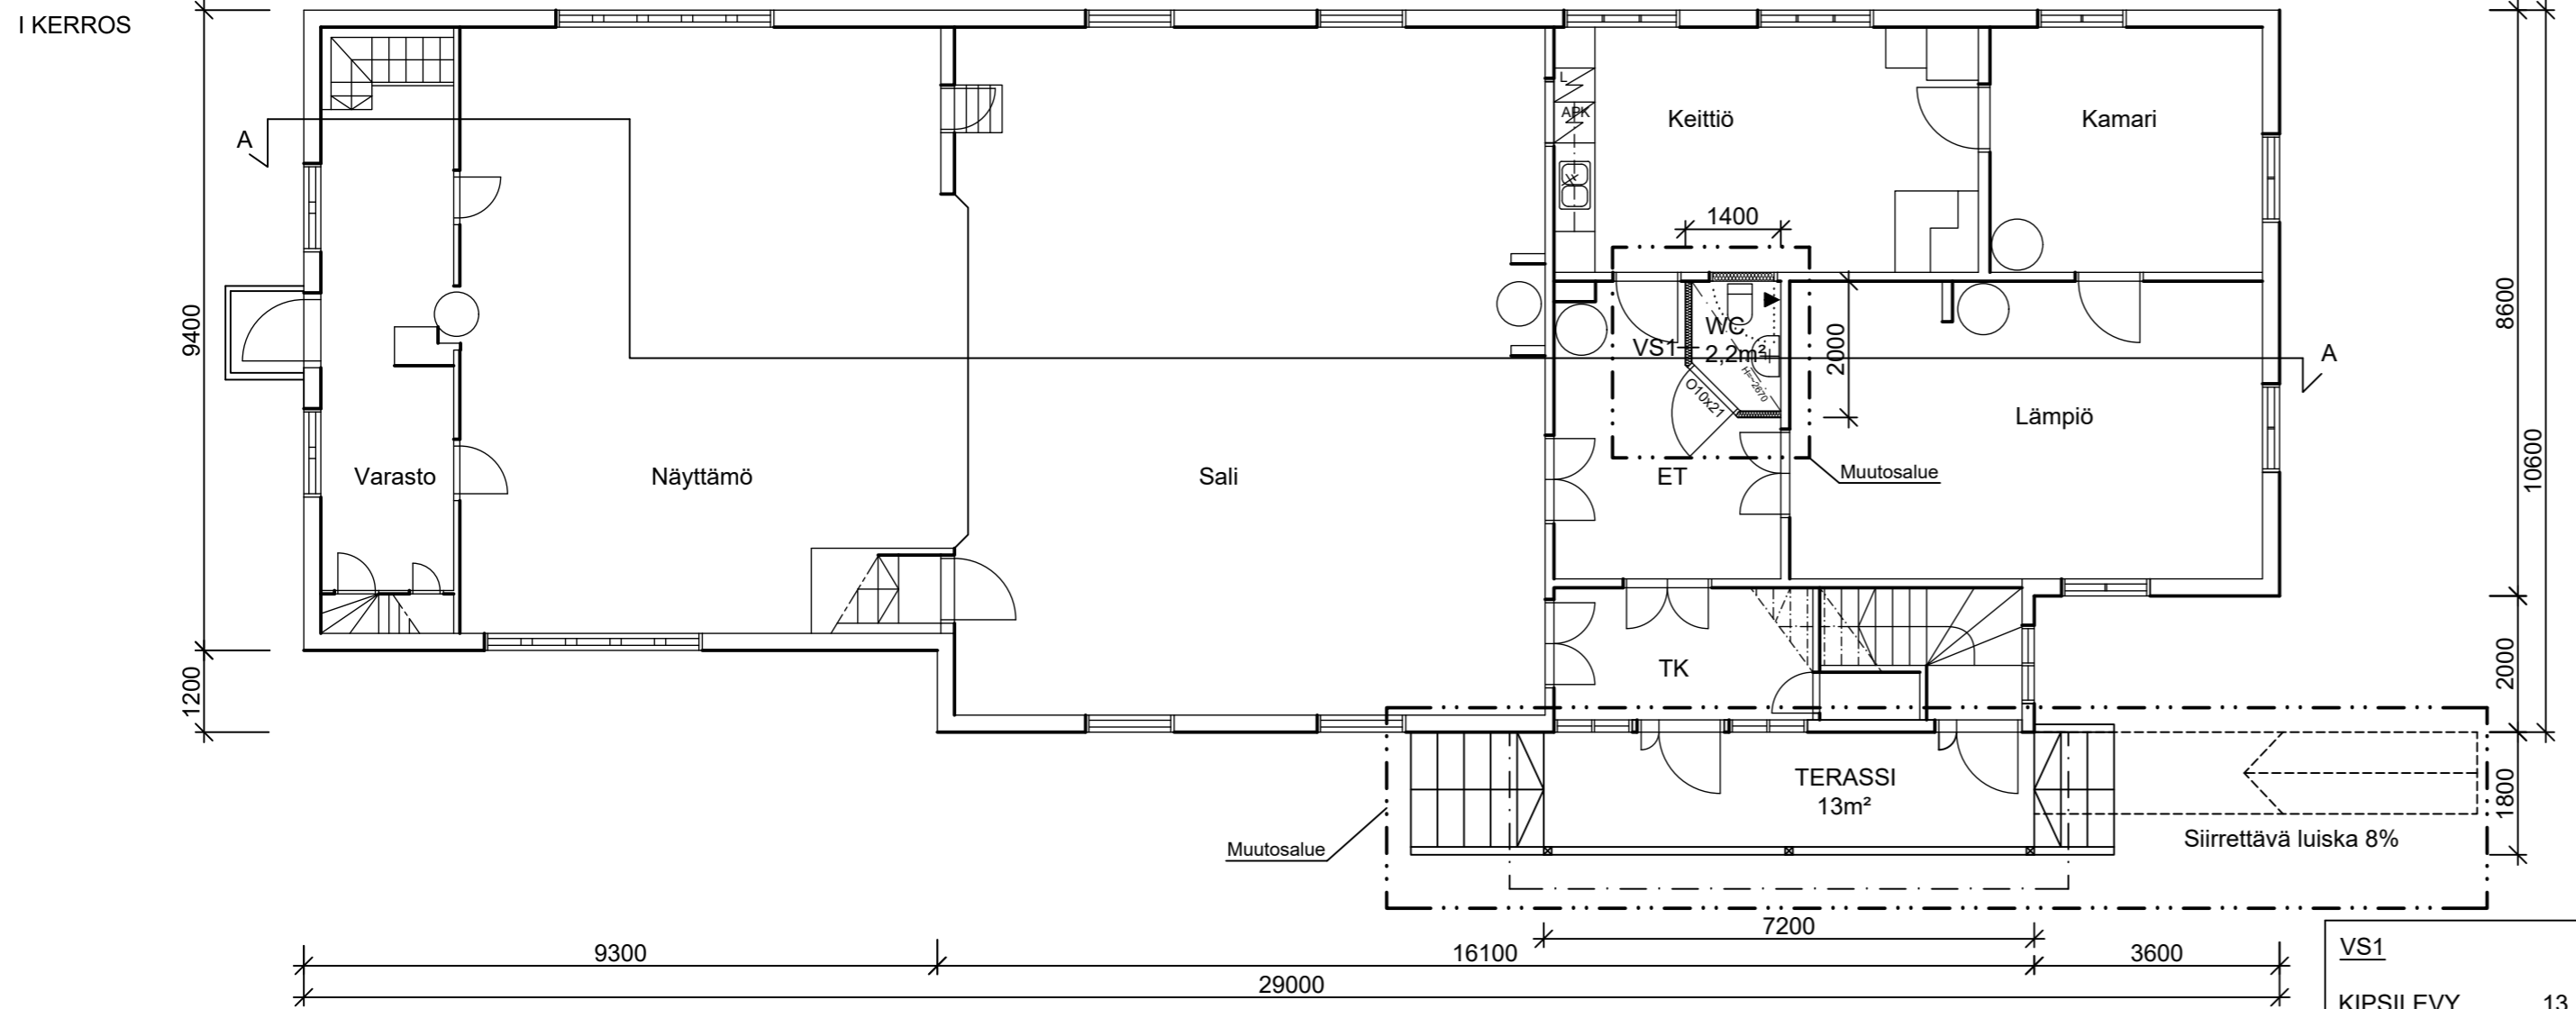 I KERROS
A
L
APK
Keittiö
Kamari
1400
9400
8600
WC
VS1
2,2m²
2000
H=~2670
O10x21
A
Lämpiö
10600
Varasto
Näyttämö
Sali
ET
Muutosalue
1200
TK
2000
TERASSI
13m²
1800
Siirrettävä luiska 8%
Muutosalue
7200
9300
16100
3600
29000
VS1
KIPSILEVY 13